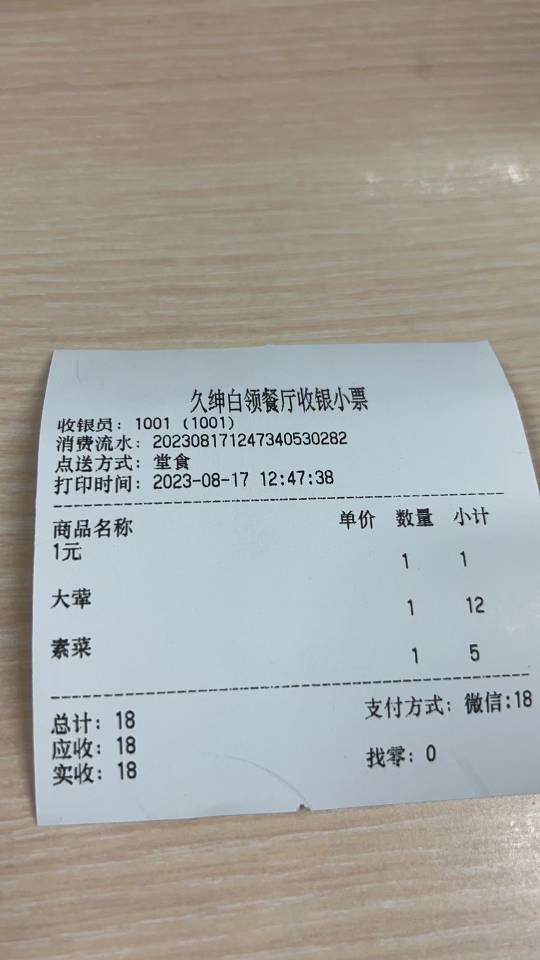 久绅白领餐厅收银小票
收银员：1001 (1001)
消费流水：202308171247340530282
点送方式：堂食
打印时间：2023-08-17 12:47:38
商品名称 单价 数量 小计
1元 1 1
大荤 1 12
素菜 1 5
总计：18 支付方式：微信:18
应收：18
实收：18 找零：0